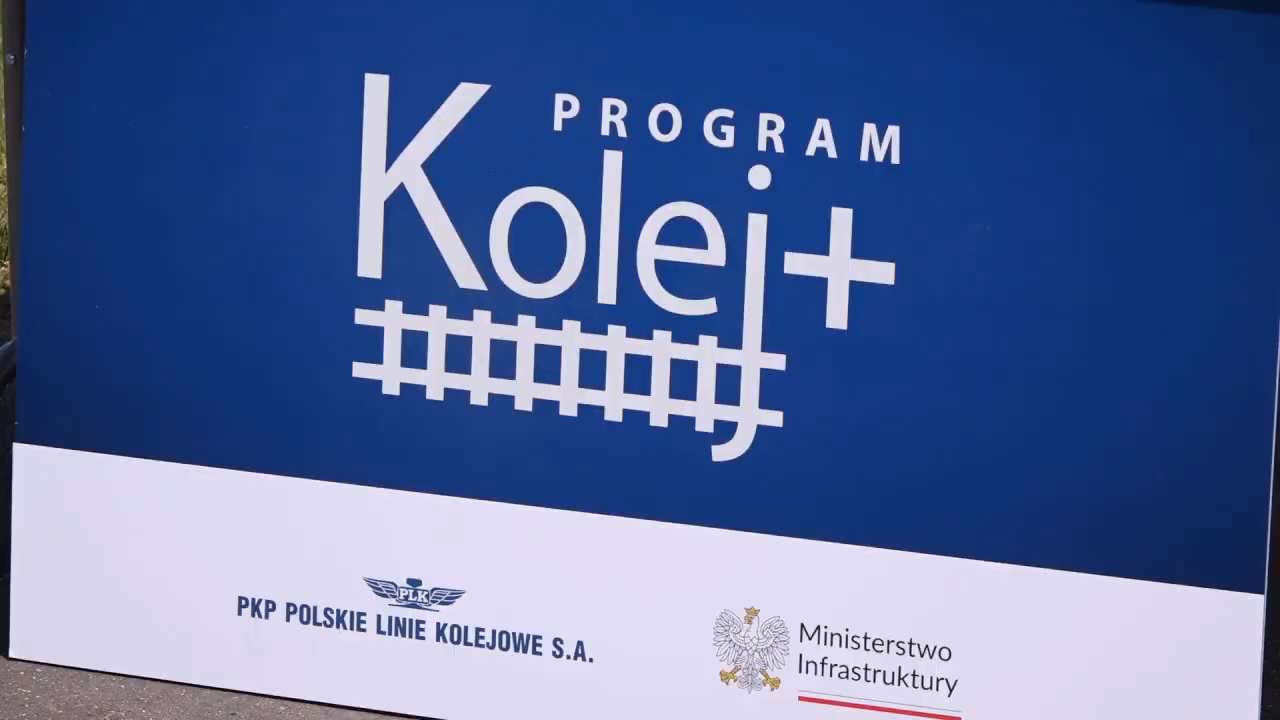 PROGRAM
Kolej+
PLK
PKP POLSKIE LINIE KOLEJOWE S.A.
Ministerstwo
Infrastruktury